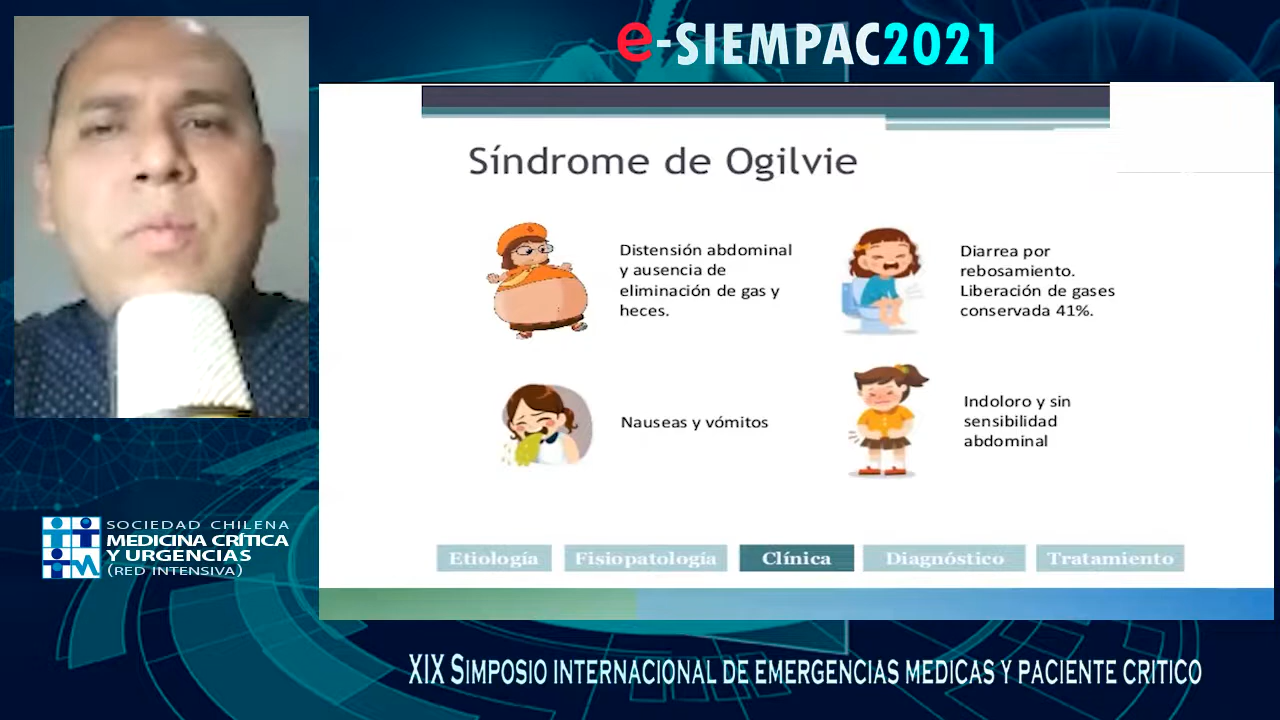 e-SIEMPAC2021
Síndrome de Ogilvie
Distensión abdominal
y ausencia de
eliminación de gas y
heces.
Diarrea por
rebosamiento.
Liberación de gases
conservada 41%.
Nauseas y vómitos
Indoloro y sin
sensibilidad
abdominal
Etiología
Fisiopatología
Clínica
Diagnóstico
Tratamiento
SOCIEDAD CHILENA
MEDICINA CRÍTICA
Y URGENCIAS
(RED INTENSIVA)
XIX SIMPOSIO INTERNACIONAL DE EMERGENCIAS MEDICAS Y PACIENTE CRITICO